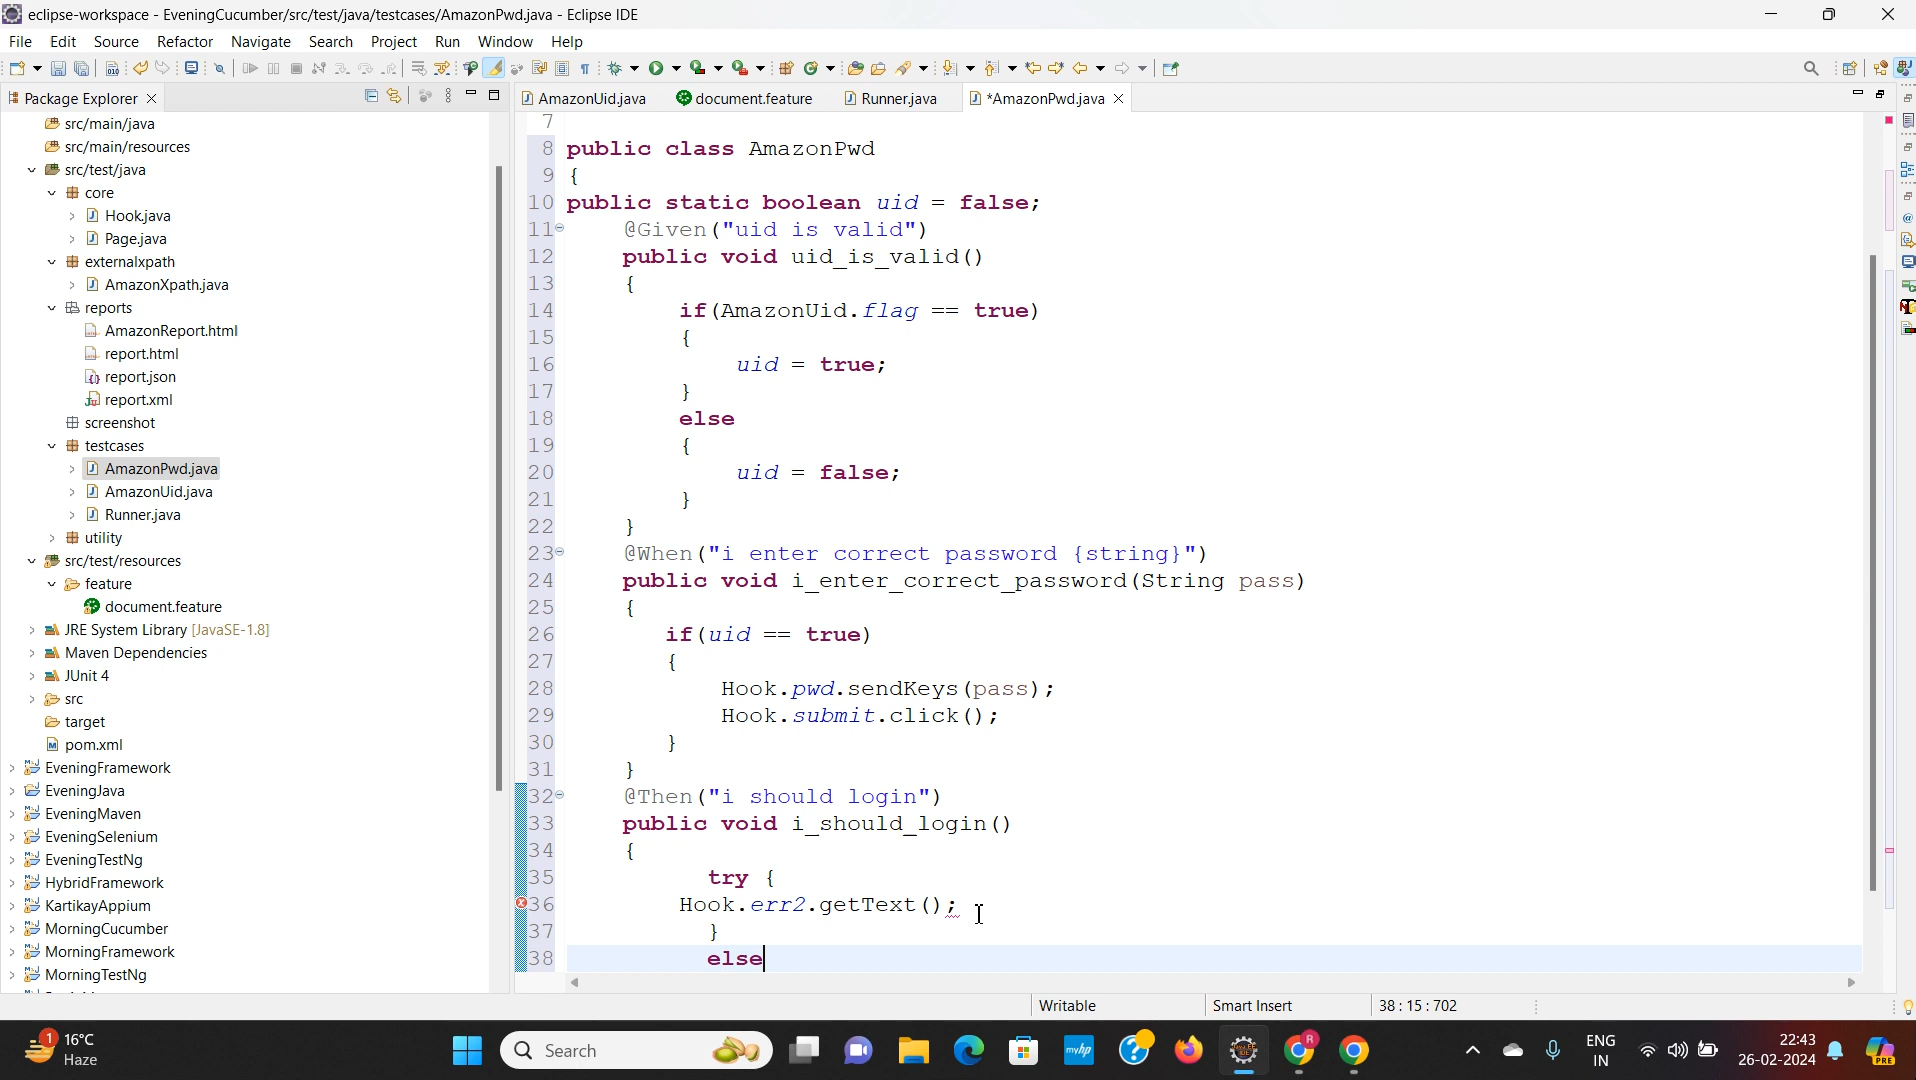 eclipse-workspace - EveningCucumber/src/test/java/testcases/AmazonPwd.java - Eclipse IDE
File Edit Source Refactor Navigate Search Project Run Window Help
Package Explorer
AmazonUid.java document.feature Runner.java *AmazonPwd.java
src/main/java
src/main/resources
src/test/java
core
Hook.java
Page.java
externalxpath
AmazonXpath.java
reports
AmazonReport.html
report.html
report.json
report.xml
screenshot
testcases
AmazonPwd.java
AmazonUid.java
Runner.java
utility
src/test/resources
feature
document.feature
JRE System Library [JavaSE-1.8]
Maven Dependencies
JUnit 4
src
target
pom.xml
EveningFramework
EveningJava
EveningMaven
EveningSelenium
EveningTestNg
HybridFramework
KartikayAppium
MorningCucumber
MorningFramework
MorningTestNg
7
8 public class AmazonPwd
9 {
10 public static boolean uid = false;
11 @Given("uid is valid")
12 public void uid_is_valid()
13 {
14 if(AmazonUid.flag == true)
15 {
16 uid = true;
17 }
18 else
19 {
20 uid = false;
21 }
22 }
23 @When("i enter correct password {string}")
24 public void i_enter_correct_password(String pass)
25 {
26 if(uid == true)
27 {
28 Hook.pwd.sendKeys(pass);
29 Hook.submit.click();
30 }
31 }
32 @Then("i should login")
33 public void i_should_login()
34 {
35 try {
36 Hook.err2.getText();
37 }
38 else
Writable Smart Insert 38 : 15 : 702
1 16°C
Haze
Search
ENG
IN
22:43
26-02-2024